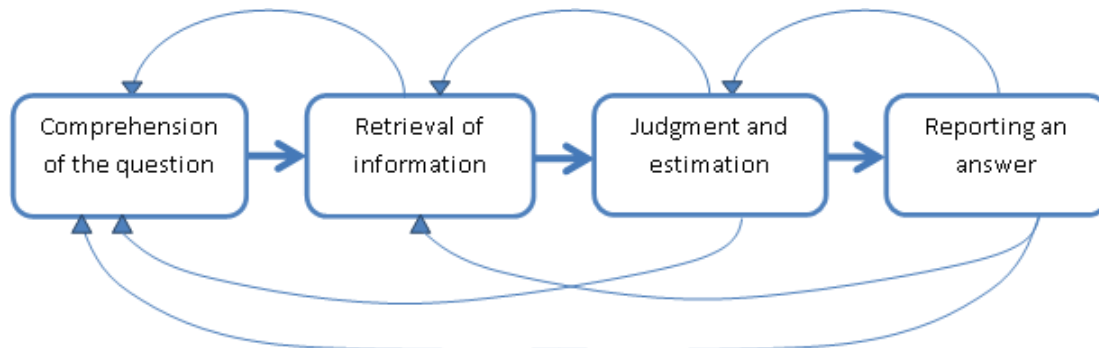 Comprehension
of the question
Retrieval of
information
Judgment and
estimation
Reporting an
answer